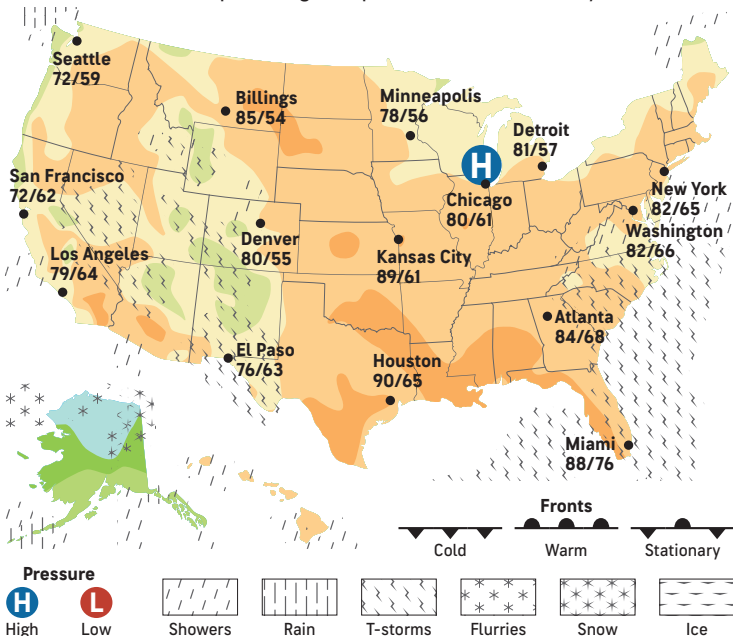 Seattle
72/59
Billings
85/54
Minneapolis
78/56
Detroit
81/57
San Francisco
72/62
H
Chicago
80/61
New York
82/65
Washington
82/66
Los Angeles
79/64
Denver
80/55
Kansas City
89/61
Atlanta
84/68
El Paso
76/63
Houston
90/65
Miami
88/76
Fronts
Cold
Warm
Stationary
Pressure
H
L
High
Low
Showers
Rain
T-storms
Flurries
Snow
Ice